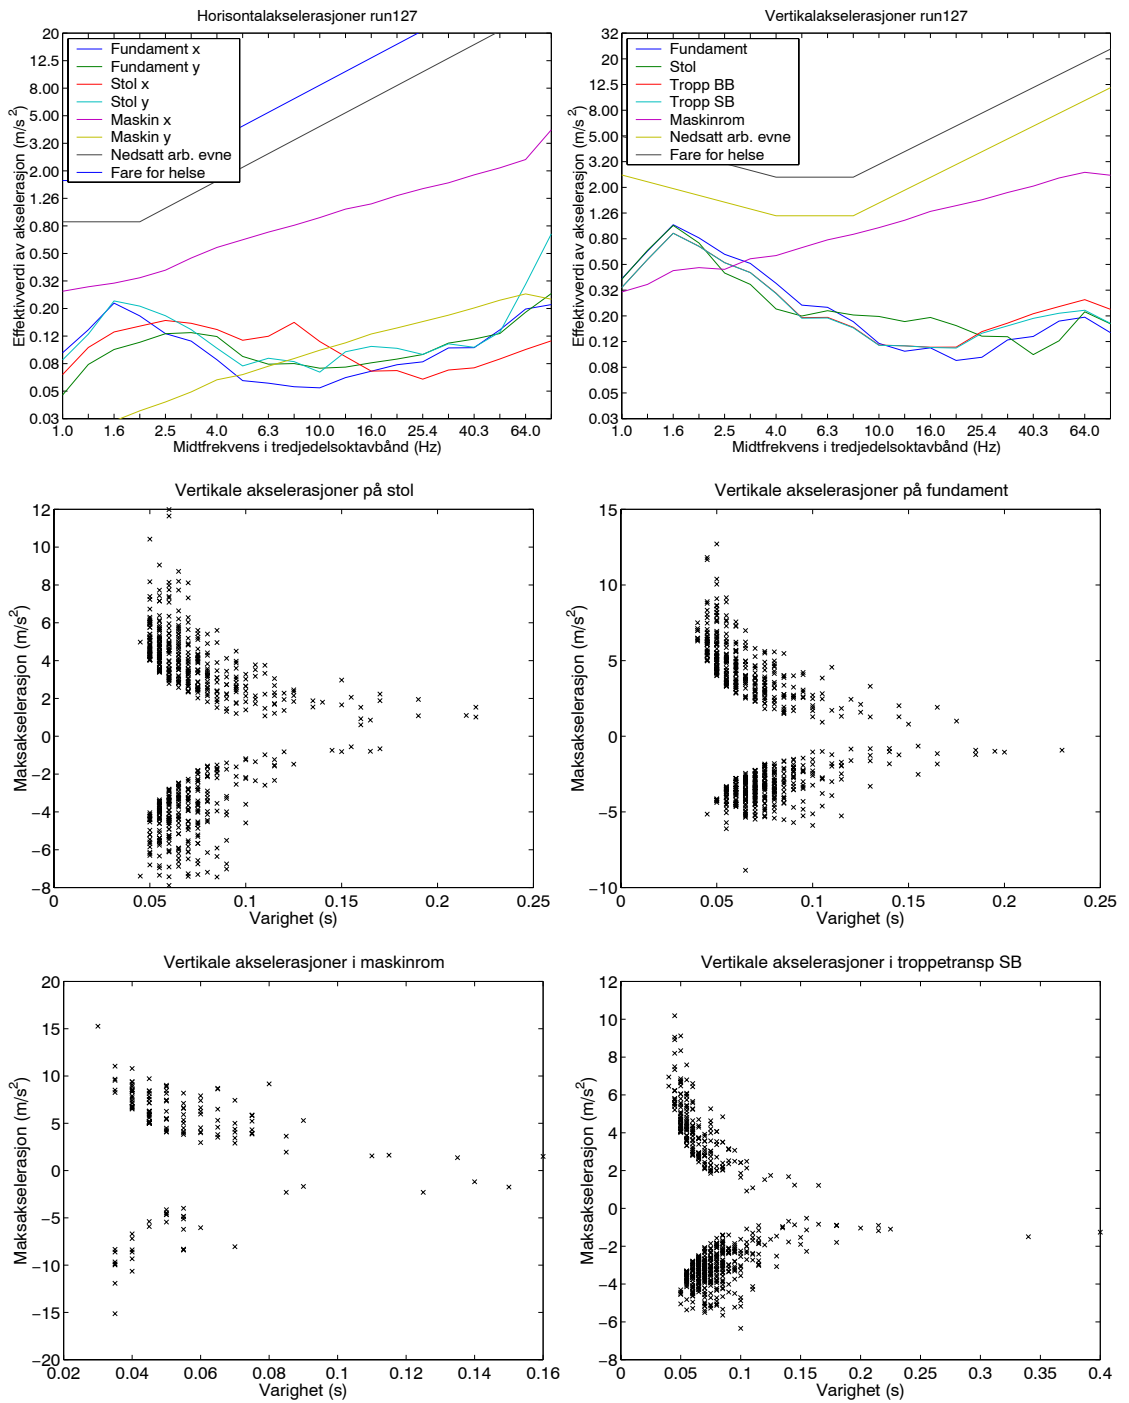 Horisontalakselerasjoner run127
Effektivverdi av akselerasjon (m/s²)
20
12.5
8.00
5.00
3.20
2.00
1.26
0.80
0.50
0.32
0.20
0.12
0.08
0.05
0.03
Fundament x
Fundament y
Stol x
Stol y
Maskin x
Maskin y
Nedsatt arb. evne
Fare for helse
1.0 1.6 2.5 4.0 6.3 10.0 16.0 25.4 40.3 64.0
Midtfrekvens i tredjedelsoktavbånd (Hz)
Vertikalakselerasjoner run127
Effektivverdi av akselerasjon (m/s²)
32
20
12.5
8.00
5.00
3.20
2.00
1.26
0.80
0.50
0.32
0.20
0.12
0.08
0.05
0.03
Fundament
Stol
Tropp BB
Tropp SB
Maskinrom
Nedsatt arb. evne
Fare for helse
1.0 1.6 2.5 4.0 6.3 10.0 16.0 25.4 40.3 64.0
Midtfrekvens i tredjedelsoktavbånd (Hz)
Vertikale akselerasjoner på stol
Maksakselerasjon (m/s²)
12
10
8
6
4
2
0
−2
−4
−6
−8
0 0.05 0.1 0.15 0.2 0.25
Varighet (s)
Vertikale akselerasjoner på fundament
Maksakselerasjon (m/s²)
15
10
5
0
−5
−10
0 0.05 0.1 0.15 0.2 0.25
Varighet (s)
Vertikale akselerasjoner i maskinrom
Maksakselerasjon (m/s²)
20
15
10
5
0
−5
−10
−15
−20
0.02 0.04 0.06 0.08 0.1 0.12 0.14 0.16
Varighet (s)
Vertikale akselerasjoner i troppetransp SB
Maksakselerasjon (m/s²)
12
10
8
6
4
2
0
−2
−4
−6
−8
0 0.05 0.1 0.15 0.2 0.25 0.3 0.35 0.4
Varighet (s)